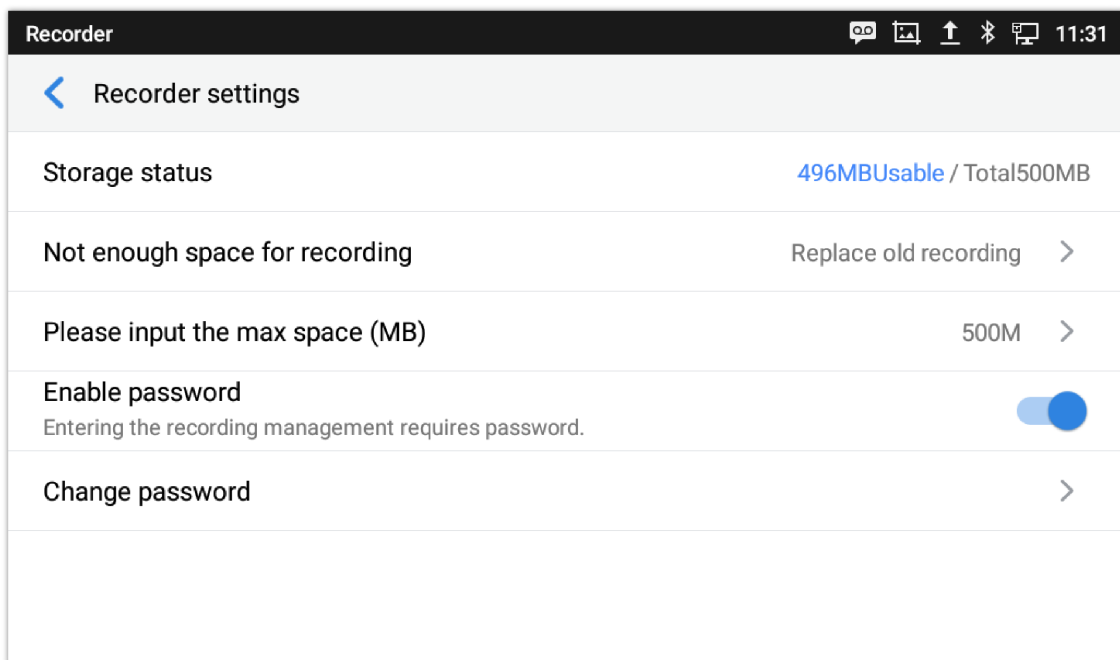 Recorder 11:31
Recorder settings
Storage status 496MBUsable / Total500MB
Not enough space for recording Replace old recording
Please input the max space (MB) 500M
Enable password
Entering the recording management requires password.
Change password